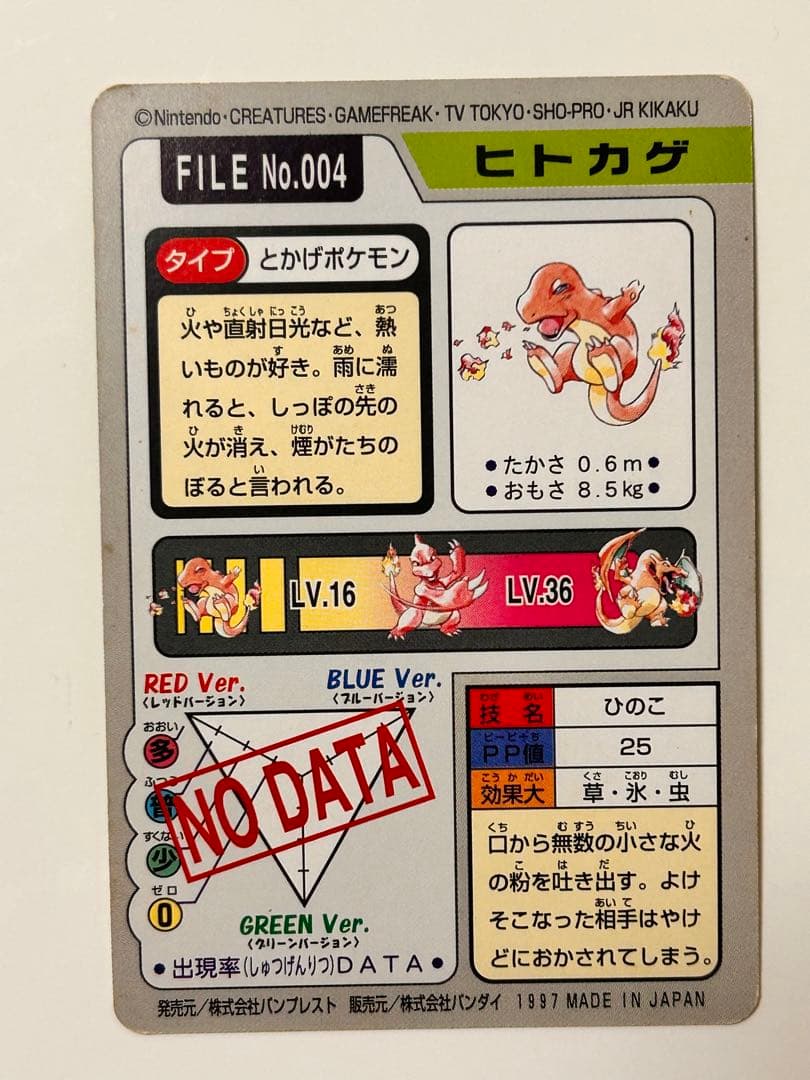 ©Nintendo・CREATURES・GAMEFREAK・TV TOKYO・SHO-PRO・JR KIKAKU
FILE No.004
ヒトカゲ
タイプ とかげポケモン
火や直射日光など、熱
いものが好き。雨に濡
れると、しっぽの先の
火が消え、煙がたちの
ぼると言われる。
●たかさ 0.6m●
●おもさ 8.5kg●
LV.16
LV.36
RED Ver.
〈レッドバージョン〉
BLUE Ver.
〈ブルーバージョン〉
おおい
多
ふつう
普
すくない
少
ゼロ
0
NO DATA
GREEN Ver.
〈グリーンバージョン〉
●出現率(しゅつげんりつ)DATA●
技名 ひのこ
PP値 25
効果大 草・氷・虫
口から無数の小さな火
の粉を吐き出す。よけ
そこなった相手はやけ
どにおかされてしまう。
発売元／株式会社バンプレスト 販売元／株式会社バンダイ 1997 MADE IN JAPAN